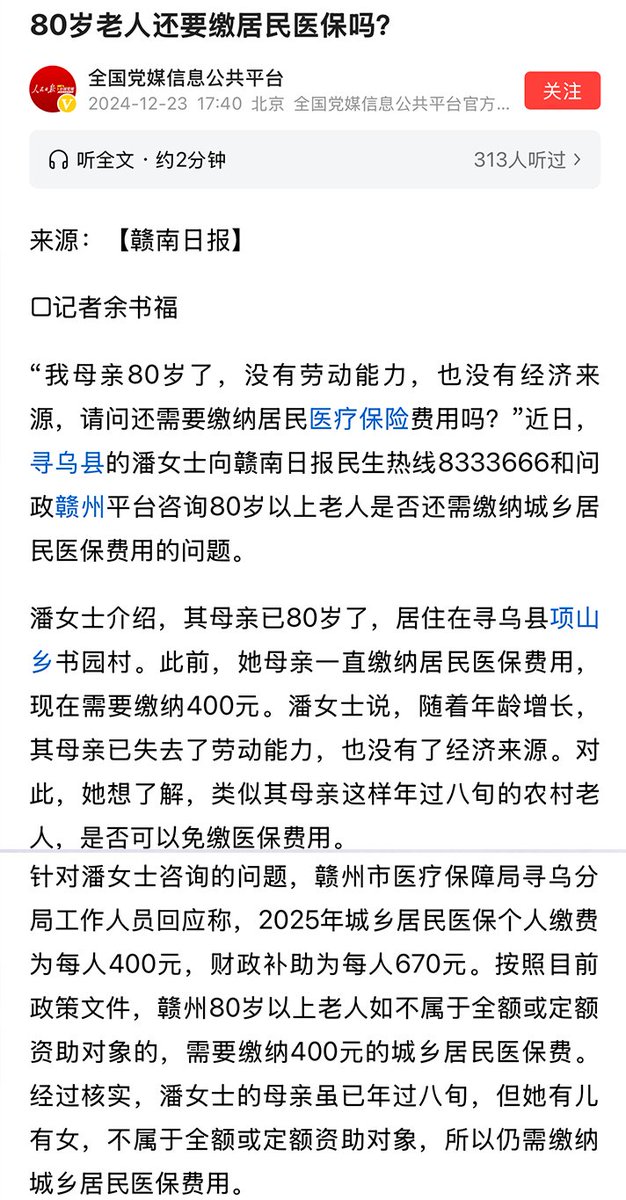 80岁老人还要缴居民医保吗?
全国党媒信息公共平台
2024-12-23 17:40 北京 全国党媒信息公共平台官方...
关注
听全文·约2分钟
313人听过 >
来源：【赣南日报】
口记者余书福
“我母亲80岁了，没有劳动能力，也没有经济来
源，请问还需要缴纳居民医疗保险费用吗？”近日，
寻乌县的潘女士向赣南日报民生热线8333666和问
政赣州平台咨询80岁以上老人是否还需缴纳城乡居
民医保费用的问题。
潘女士介绍，其母亲已80岁了，居住在寻乌县项山
乡书园村。此前，她母亲一直缴纳居民医保费用，
现在需要缴纳400元。潘女士说，随着年龄增长，
其母亲已失去了劳动能力，也没有了经济来源。对
此，她想了解，类似其母亲这样年过八旬的农村老
人，是否可以免缴医保费用。
针对潘女士咨询的问题，赣州市医疗保障局寻乌分
局工作人员回应称，2025年城乡居民医保个人缴费
为每人400元，财政补助为每人670元。按照目前
政策文件，赣州80岁以上老人如不属于全额或定额
资助对象的，需要缴纳400元的城乡居民医保费。
经过核实，潘女士的母亲虽已年过八旬，但她有儿
有女，不属于全额或定额资助对象，所以仍需缴纳
城乡居民医保费用。